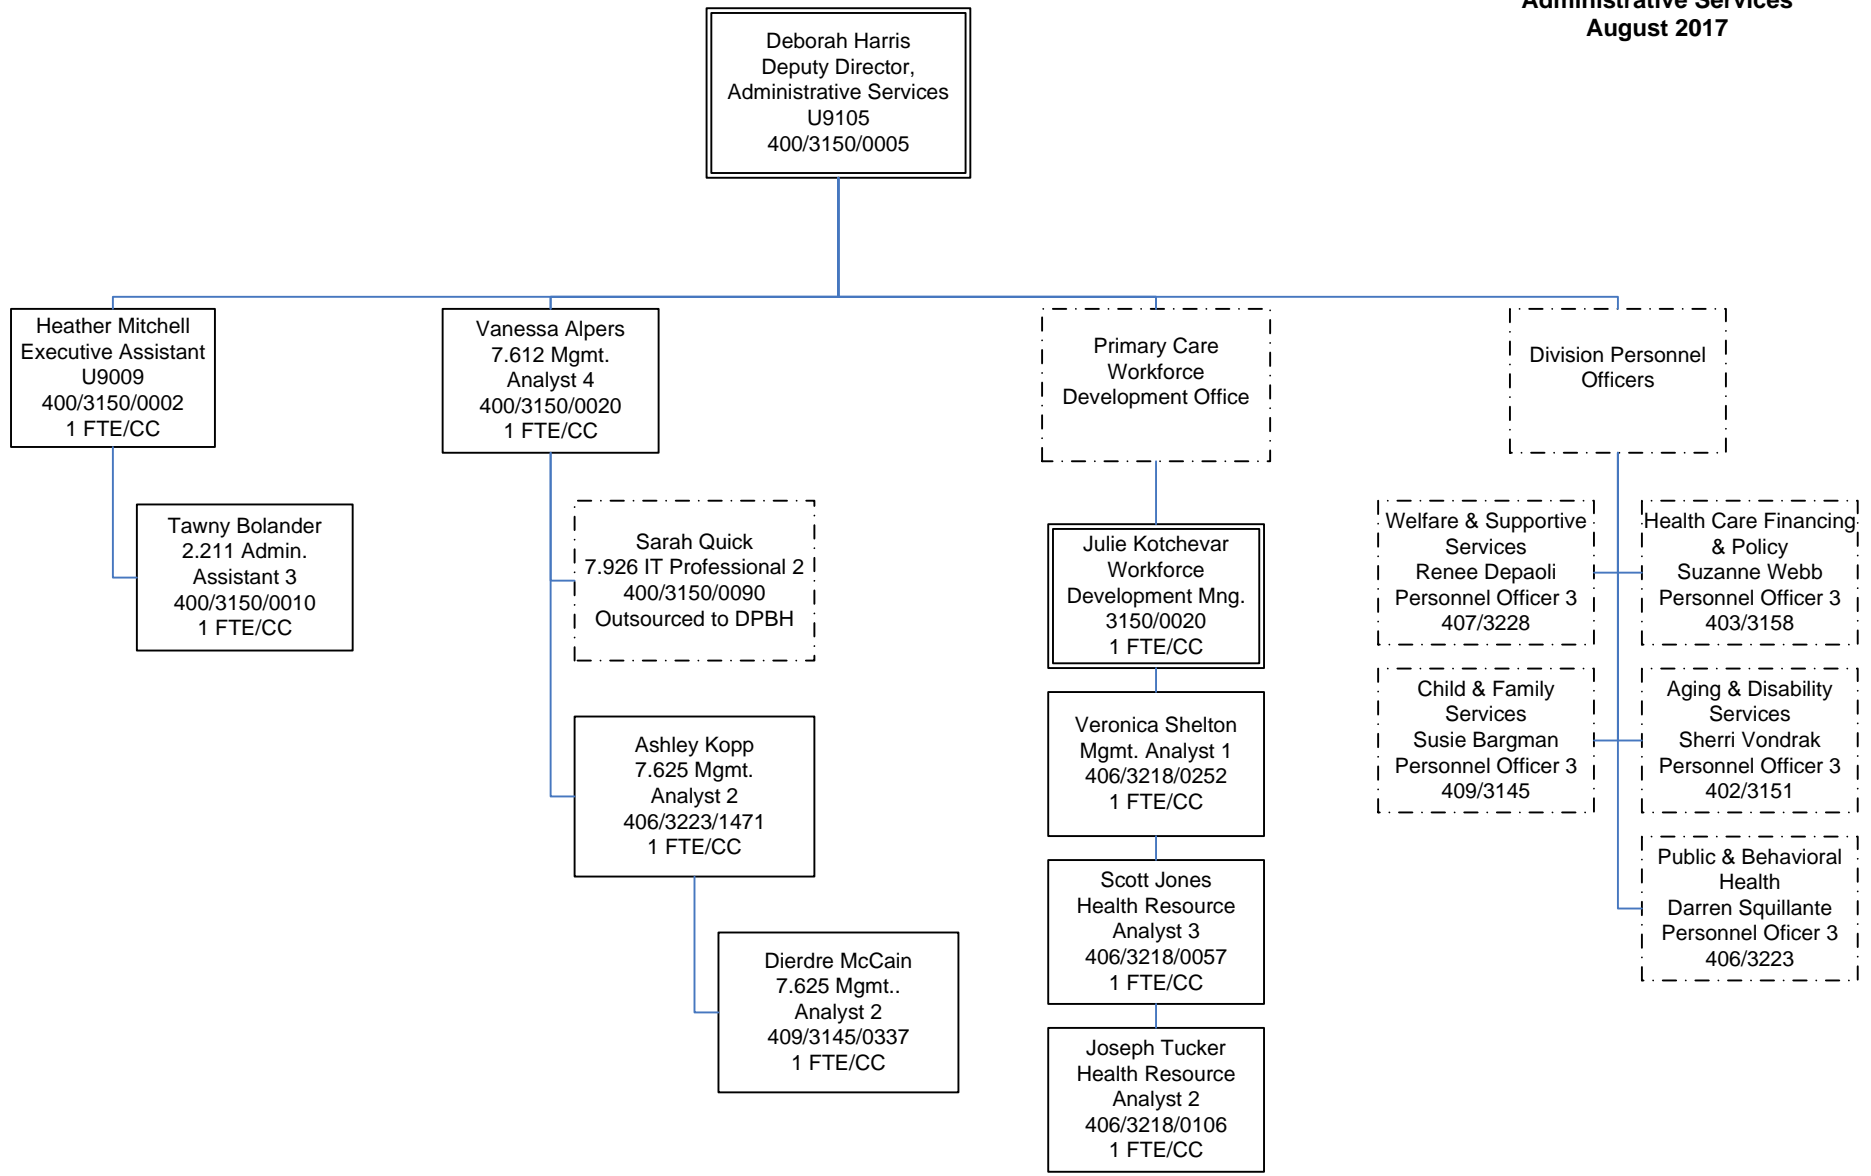 Administrative Services
August 2017
Deborah Harris
Deputy Director,
Administrative Services
U9105
400/3150/0005
Heather Mitchell
Executive Assistant
U9009
400/3150/0002
1 FTE/CC
Tawny Bolander
2.211 Admin.
Assistant 3
400/3150/0010
1 FTE/CC
Vanessa Alpers
7.612 Mgmt.
Analyst 4
400/3150/0020
1 FTE/CC
Sarah Quick
7.926 IT Professional 2
400/3150/0090
Outsourced to DPBH
Ashley Kopp
7.625 Mgmt.
Analyst 2
406/3223/1471
1 FTE/CC
Dierdre McCain
7.625 Mgmt..
Analyst 2
409/3145/0337
1 FTE/CC
Primary Care
Workforce
Development Office
Julie Kotchevar
Workforce
Development Mng.
3150/0020
1 FTE/CC
Veronica Shelton
Mgmt. Analyst 1
406/3218/0252
1 FTE/CC
Scott Jones
Health Resource
Analyst 3
406/3218/0057
1 FTE/CC
Joseph Tucker
Health Resource
Analyst 2
406/3218/0106
1 FTE/CC
Division Personnel
Officers
Welfare & Supportive
Services
Renee Depaoli
Personnel Officer 3
407/3228
Health Care Financing
& Policy
Suzanne Webb
Personnel Officer 3
403/3158
Child & Family
Services
Susie Bargman
Personnel Officer 3
409/3145
Aging & Disability
Services
Sherri Vondrak
Personnel Officer 3
402/3151
Public & Behavioral
Health
Darren Squillante
Personnel Oficer 3
406/3223